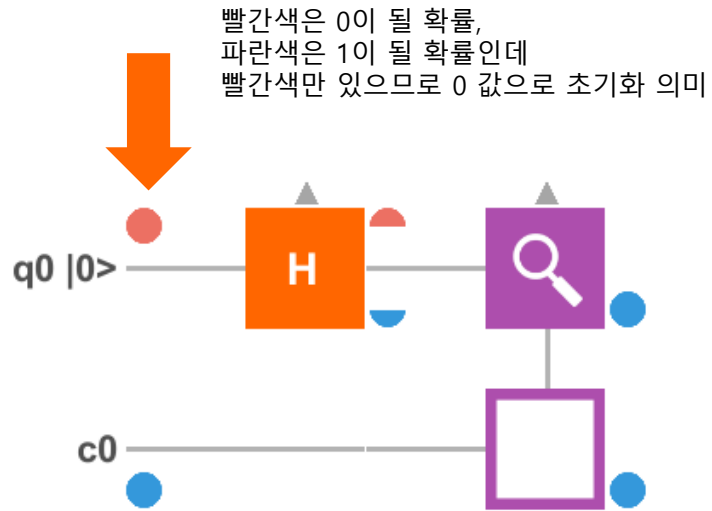 빨간색은 0이 될 확률,
파란색은 1이 될 확률인데
빨간색만 있으므로 0 값으로 초기화 의미
q0 |0>
H
c0